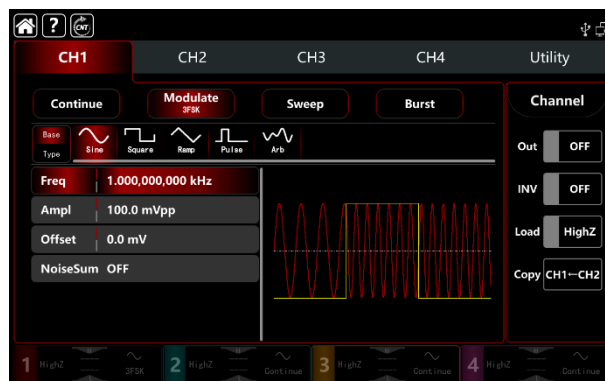 ? CNT
CH1 CH2 CH3 CH4 Utility
Continue Modulate Sweep Burst Channel
3FSK
Base
Type Sine Square Ramp Pulse Arb
Out OFF
Freq 1.000,000,000 kHz
INV OFF
Ampl 100.0 mVpp
Load HighZ
Offset 0.0 mV
NoiseSum OFF
Copy CH1←CH2
1 HighZ 3FSK 2 HighZ Continue 3 HighZ Continue 4 HighZ Continue